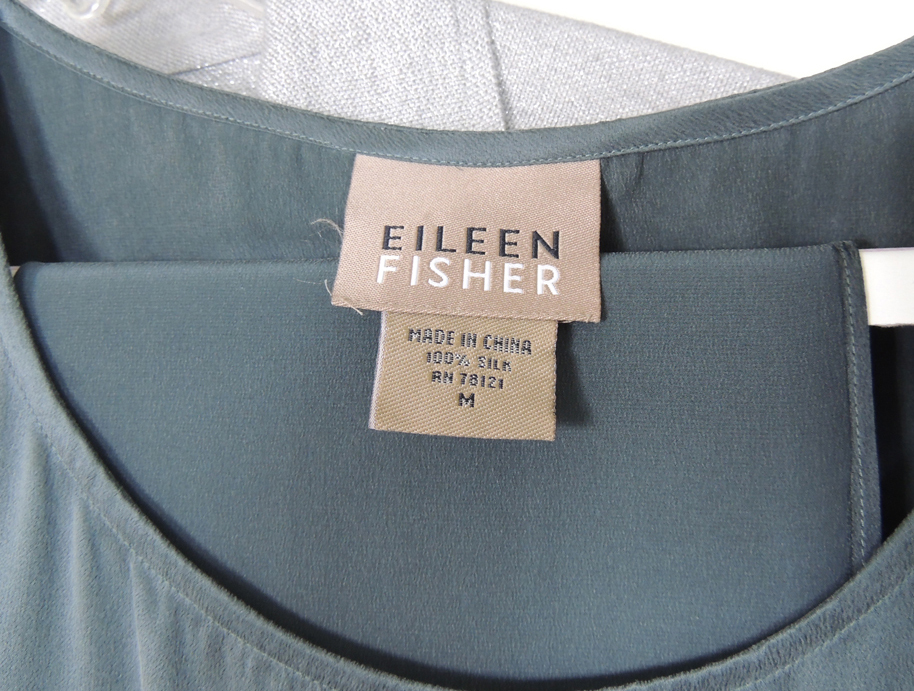 EILEEN
FISHER
MADE IN CHINA
100% SILK
RN 78121
M